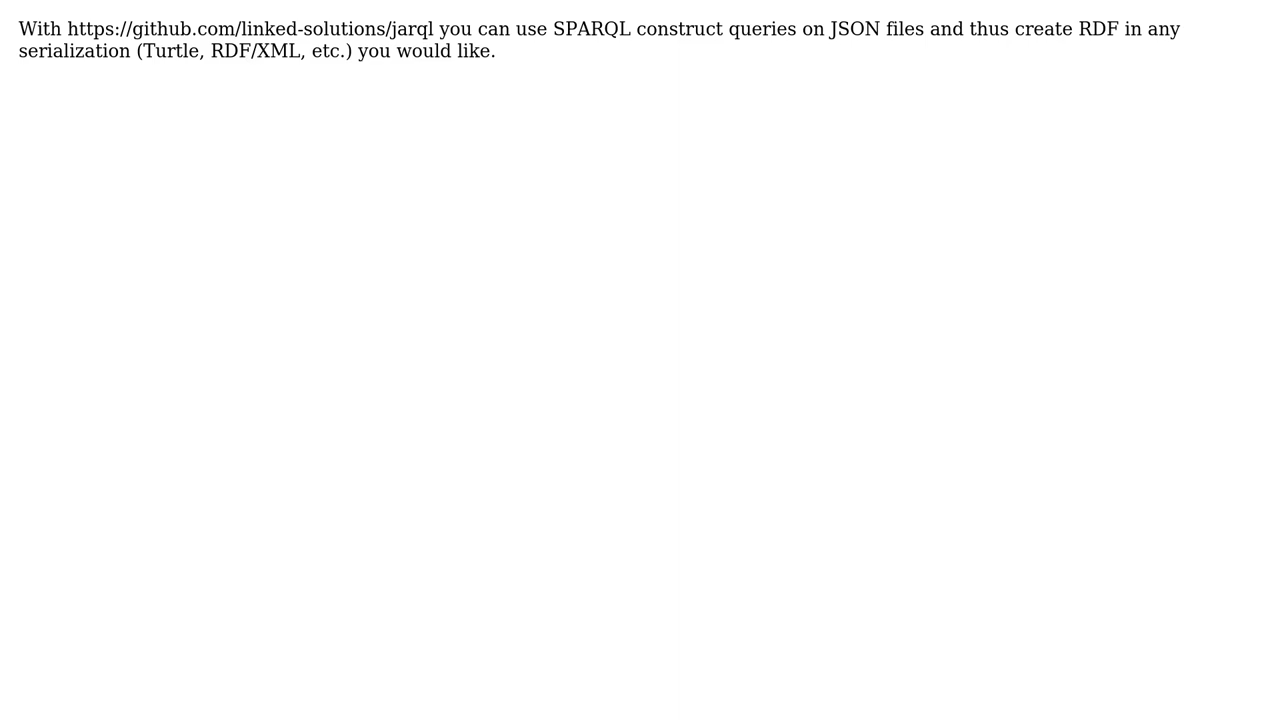 With https://github.com/linked-solutions/jarql you can use SPARQL construct queries on JSON files and thus create RDF in any
serialization (Turtle, RDF/XML, etc.) you would like.